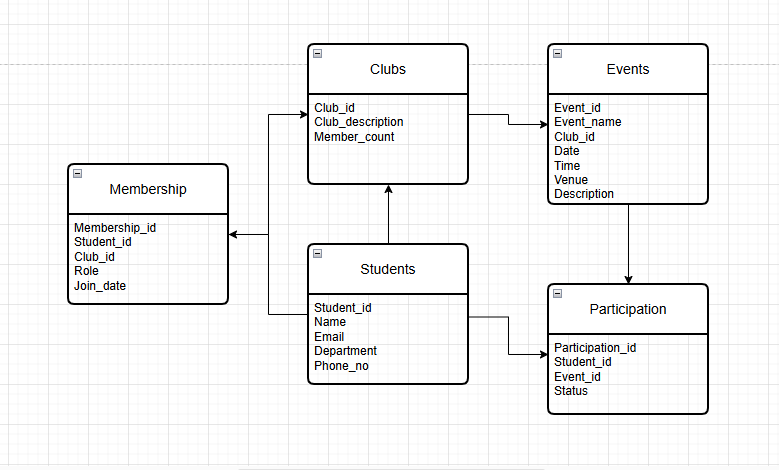 Clubs
Club_id
Club_description
Member_count
Events
Event_id
Event_name
Club_id
Date
Time
Venue
Description
Membership
Membership_id
Student_id
Club_id
Role
Join_date
Students
Student_id
Name
Email
Department
Phone_no
Participation
Participation_id
Student_id
Event_id
Status